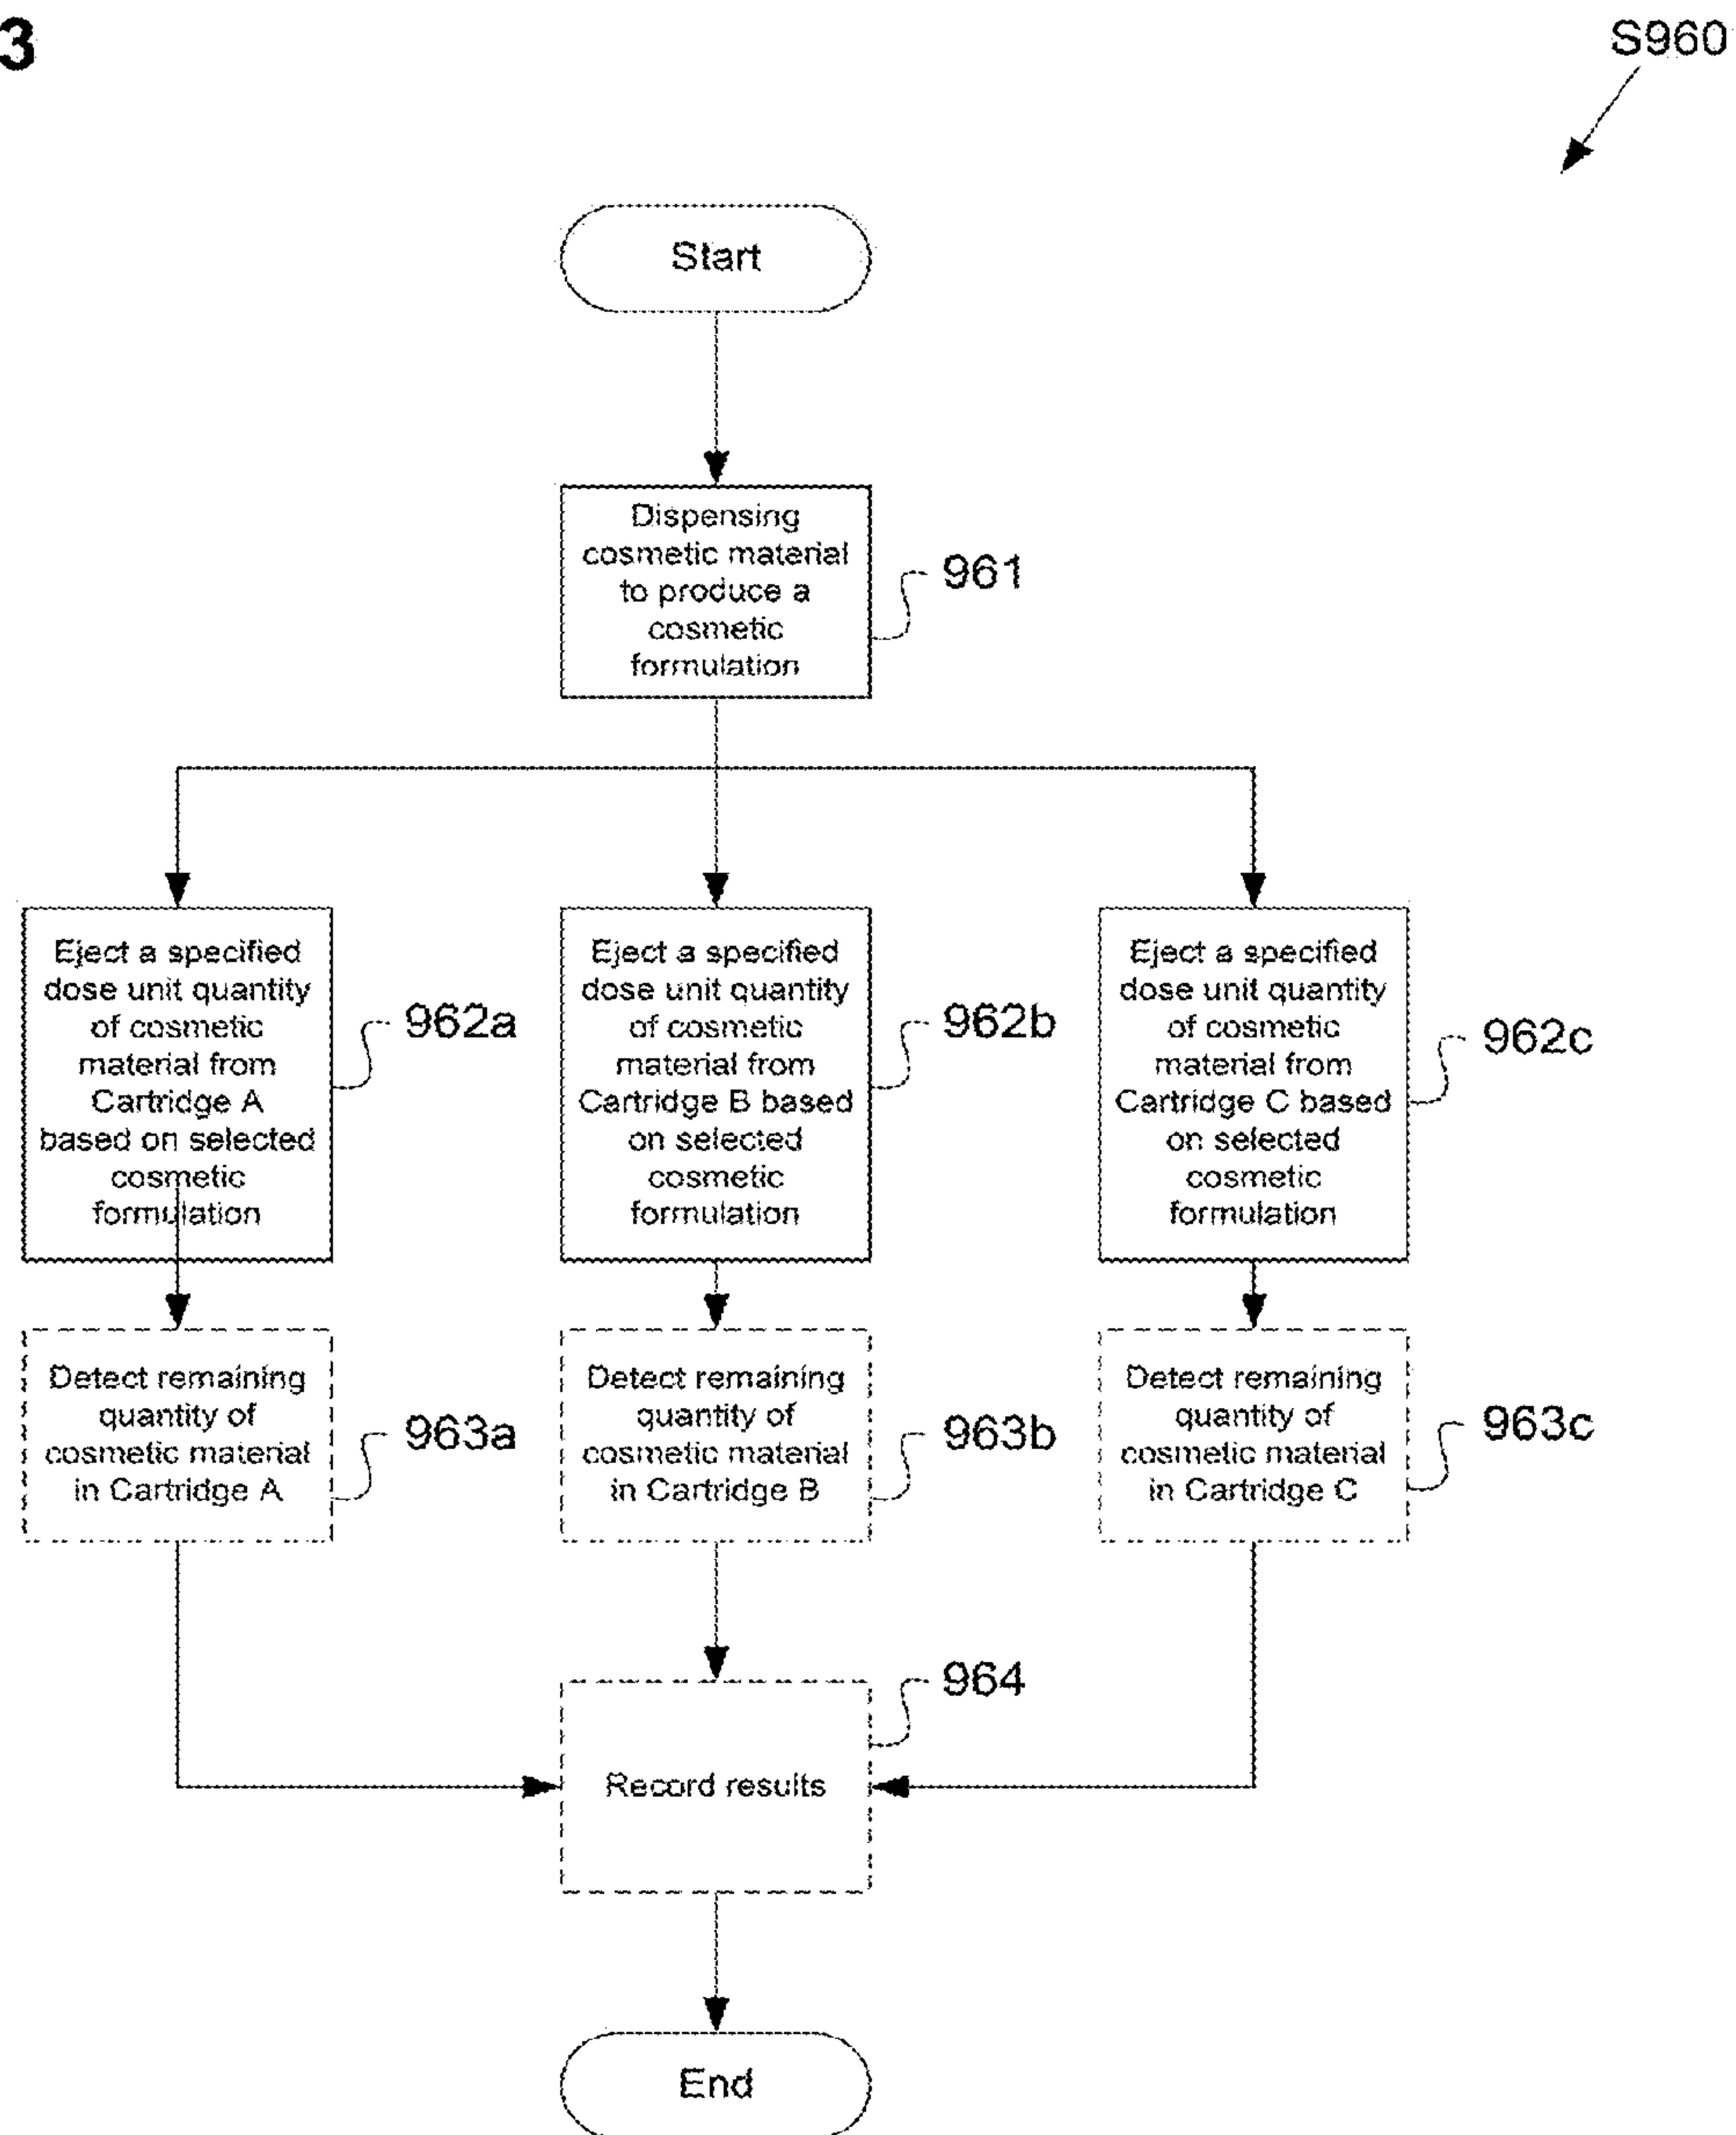 3
S960
Start
Dispensing
cosmetic material
to produce a
cosmetic
formulation
961
Eject a specified
dose unit quantity
of cosmetic
material from
Cartridge A
based on selected
cosmetic
formulation
962a
Eject a specified
dose unit quantity
of cosmetic
material from
Cartridge B based
on selected
cosmetic
formulation
962b
Eject a specified
dose unit quantity
of cosmetic
material from
Cartridge C based
on selected
cosmetic
formulation
962c
Detect remaining
quantity of
cosmetic material
in Cartridge A
963a
Detect remaining
quantity of
cosmetic material
in Cartridge B
963b
Detect remaining
quantity of
cosmetic material
in Cartridge C
963c
Record results
964
End